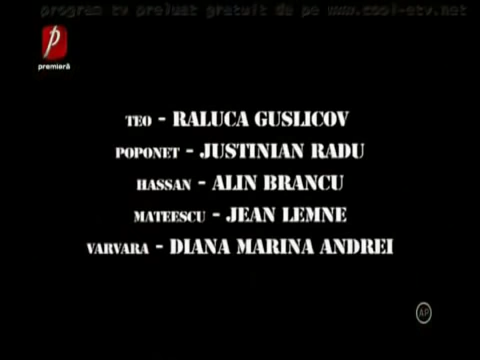 program tv preluat gratuit de pe www.cool-etv.net
p
premieră
TEO - RALUCA GUSLICOV
POPONET - JUSTINIAN RADU
HASSAN - ALIN BRANCU
MATEESCU - JEAN LEMNE
VARVARA - DIANA MARINA ANDREI
AP